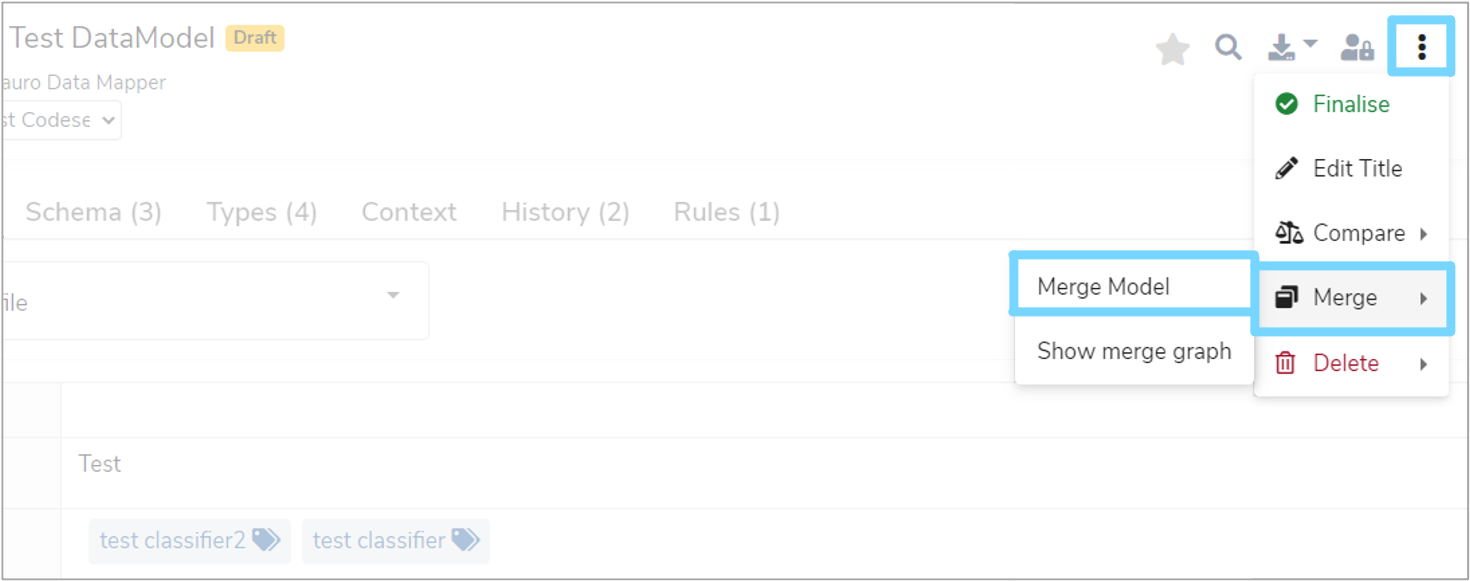 Test DataModel Draft
auro Data Mapper
st Codese
Finalise
Edit Title
Schema (3) Types (4) Context History (2) Rules (1)
Compare
Merge Model
Merge
file
Show merge graph
Delete
Test
test classifier2 test classifier